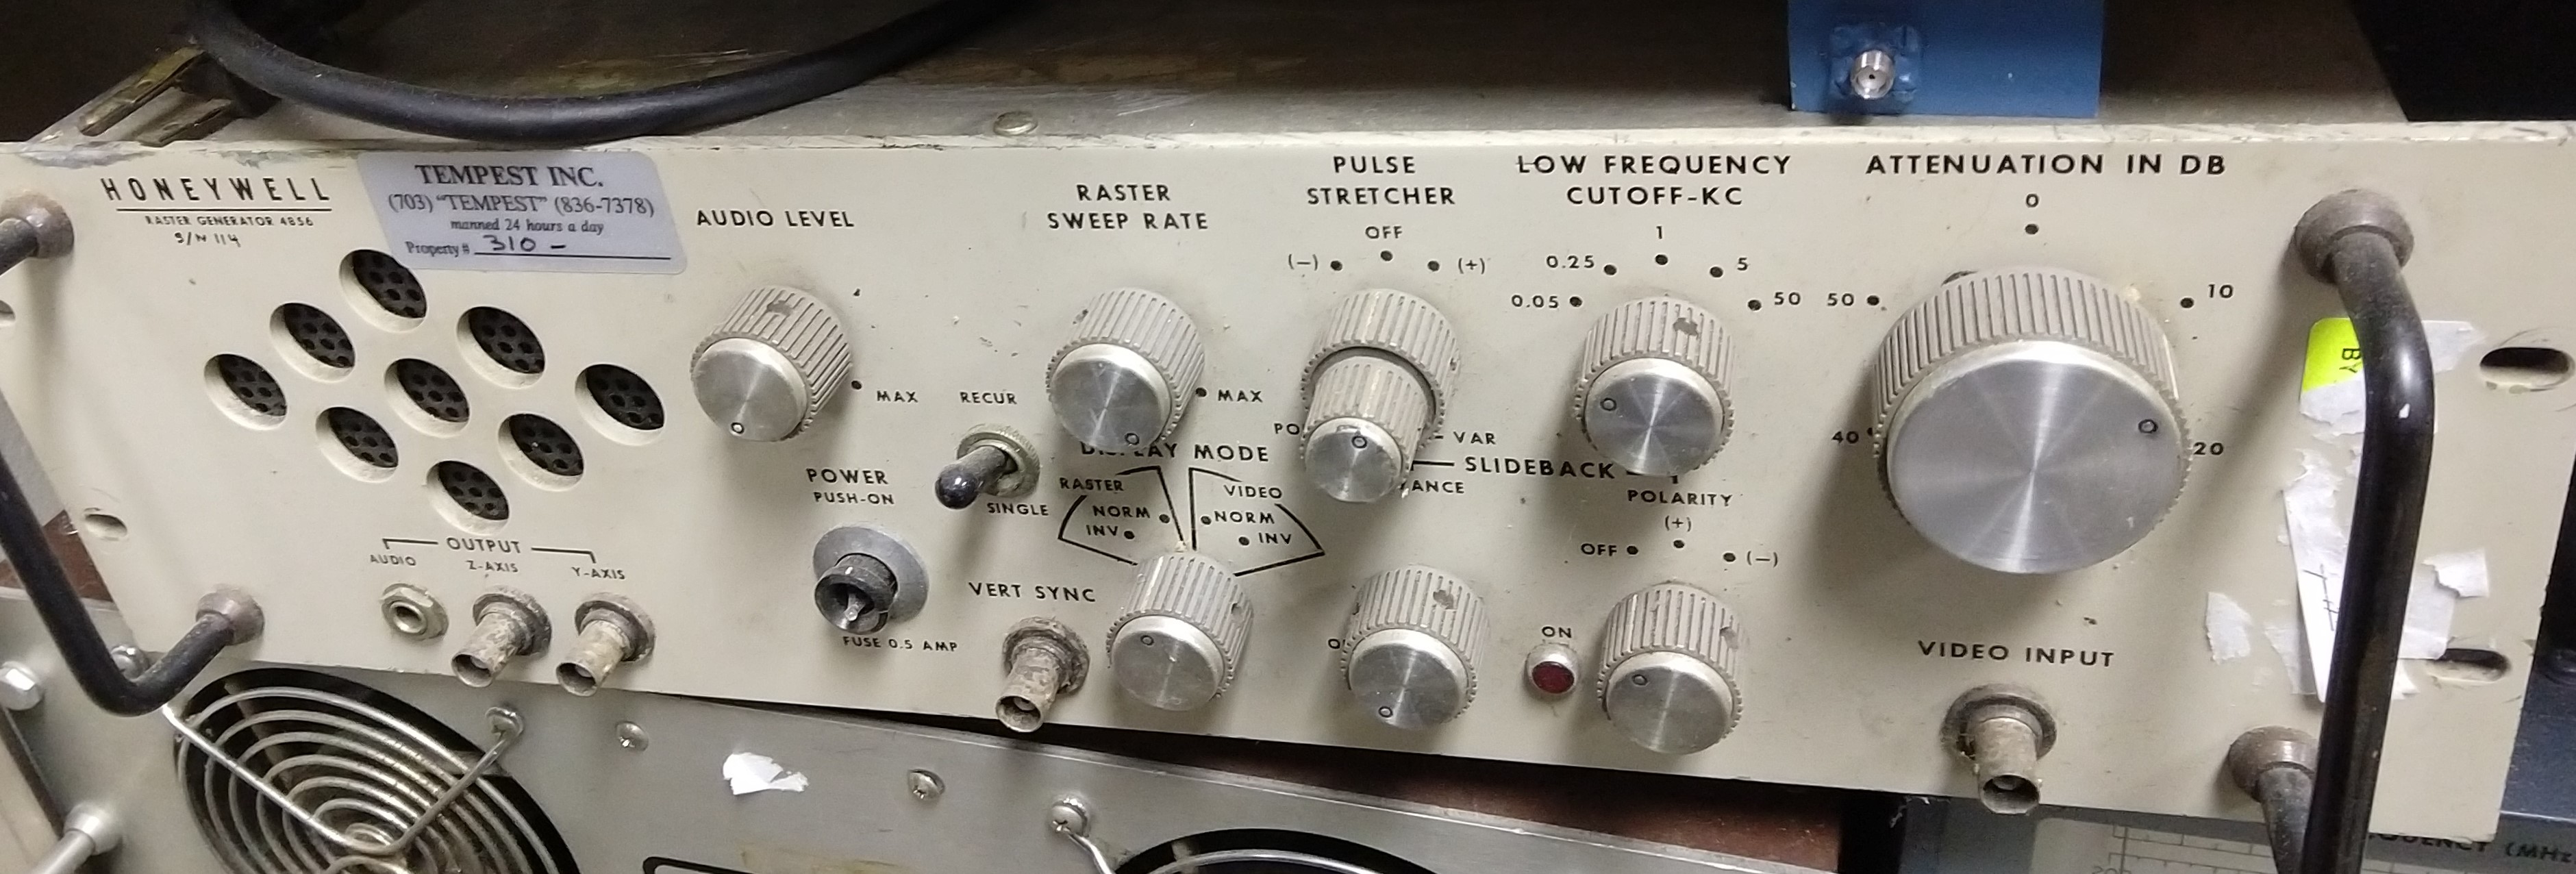 HONEYWELL
RASTER GENERATOR 4856
S/N 114
TEMPEST INC.
(703) "TEMPEST" (836-7378)
manned 24 hours a day
Property # 310 -
AUDIO LEVEL
MAX
RASTER
SWEEP RATE
MAX
PULSE
STRETCHER
OFF
(-) (+)
LOW FREQUENCY
CUTOFF-KC
1
0.25 5
0.05 50
ATTENUATION IN DB
0
50 10
40 20
BY
RECUR
SINGLE
POWER
PUSH-ON
FUSE 0.5 AMP
MODE
RASTER VIDEO
NORM NORM
INV INV
VAR
SLIDEBACK
POLARITY
(+)
OFF (-)
ON
OUTPUT
AUDIO Z-AXIS Y-AXIS
VERT SYNC
VIDEO INPUT
(MHz